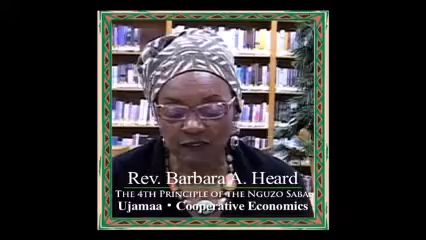 Rev. Barbara A. Heard
The 4th Principle of the Nguzo Saba
Ujamaa • Cooperative Economics